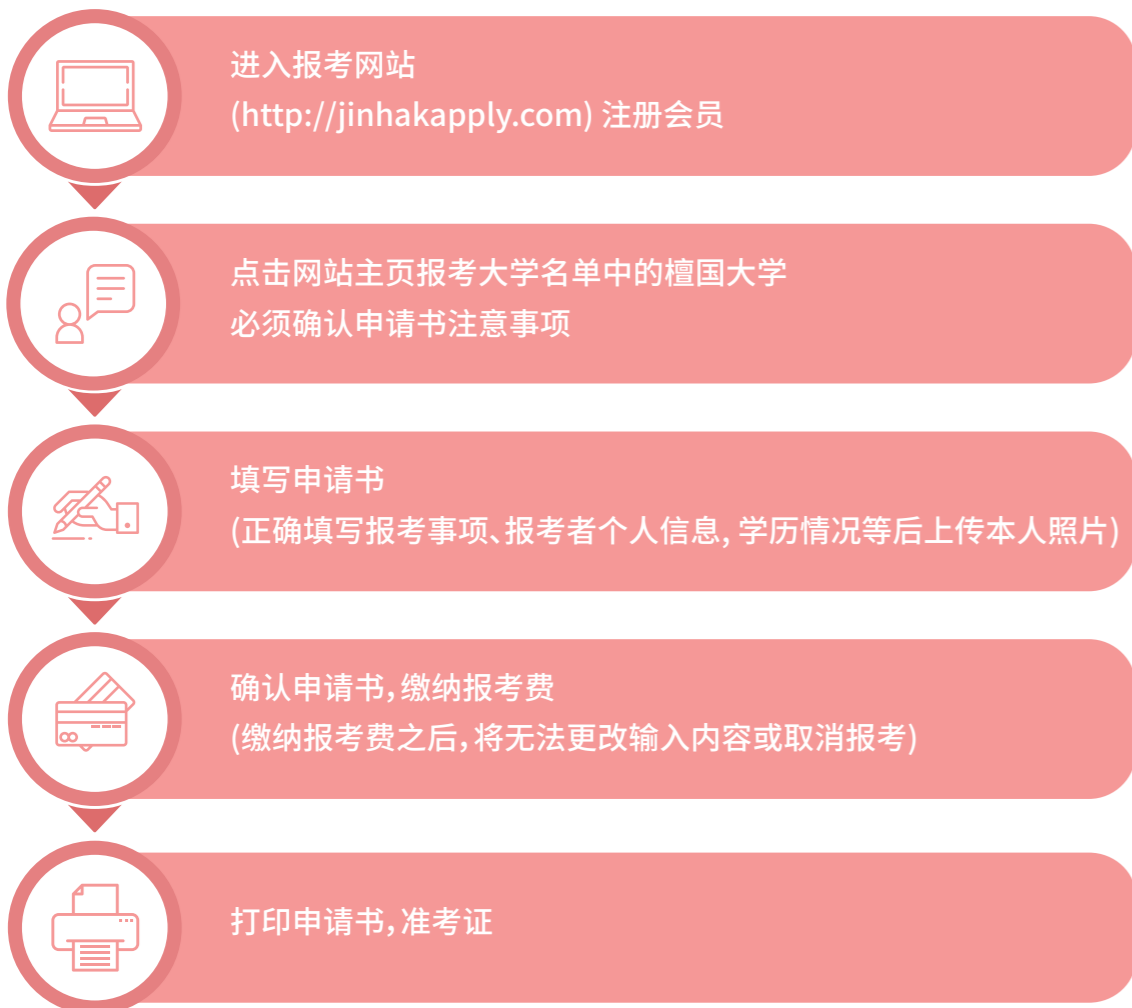 进入报考网站
(http://jinhakapply.com) 注册会员
点击网站主页报考大学名单中的檀国大学
必须确认申请书注意事项
填写申请书
(正确填写报考事项、报考者个人信息, 学历情况等后上传本人照片)
确认申请书, 缴纳报考费
(缴纳报考费之后, 将无法更改输入内容或取消报考)
打印申请书, 准考证